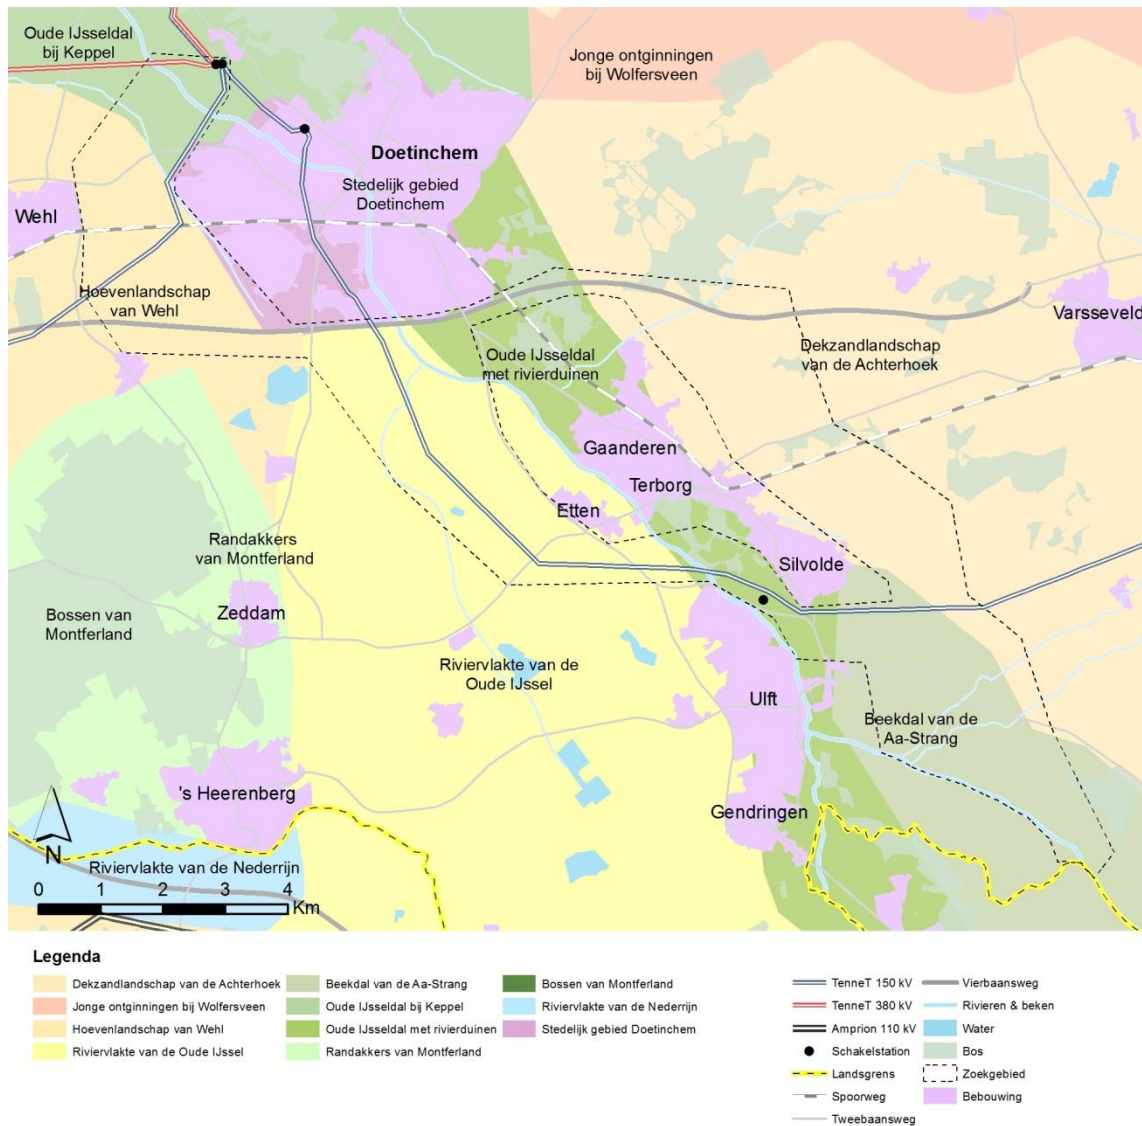 Oude IJsseldal
bij Keppel
Jonge ontginningen
bij Wolfersveen
Doetinchem
Stedelijk gebied
Doetinchem
Wehl
Hoevenlandschap
van Wehl
Varsseveld
Oude IJsseldal
met rivierduinen
Dekzandlandschap
van de Achterhoek
Gaanderen
Terborg
Etten
Silvolde
Randakkers
van Montferland
Zeddam
Bossen van
Montferland
Riviervlakte van de
Oude IJssel
Ulft
Beekdal van de
Aa-Strang
's Heerenberg
Gendringen
N
Riviervlakte van de Nederrijn
0 1 2 3 4
Km
Legenda
Dekzandlandschap van de Achterhoek
Jonge ontginningen bij Wolfersveen
Hoevenlandschap van Wehl
Riviervlakte van de Oude IJssel
Beekdal van de Aa-Strang
Oude IJsseldal bij Keppel
Oude IJsseldal met rivierduinen
Randakkers van Montferland
Bossen van Montferland
Riviervlakte van de Nederrijn
Stedelijk gebied Doetinchem
TenneT 150 kV
TenneT 380 kV
Amprion 110 kV
Schakelstation
Landsgrens
Spoorweg
Tweebaansweg
Vierbaansweg
Rivieren & beken
Water
Bos
Zoekgebied
Bebouwing